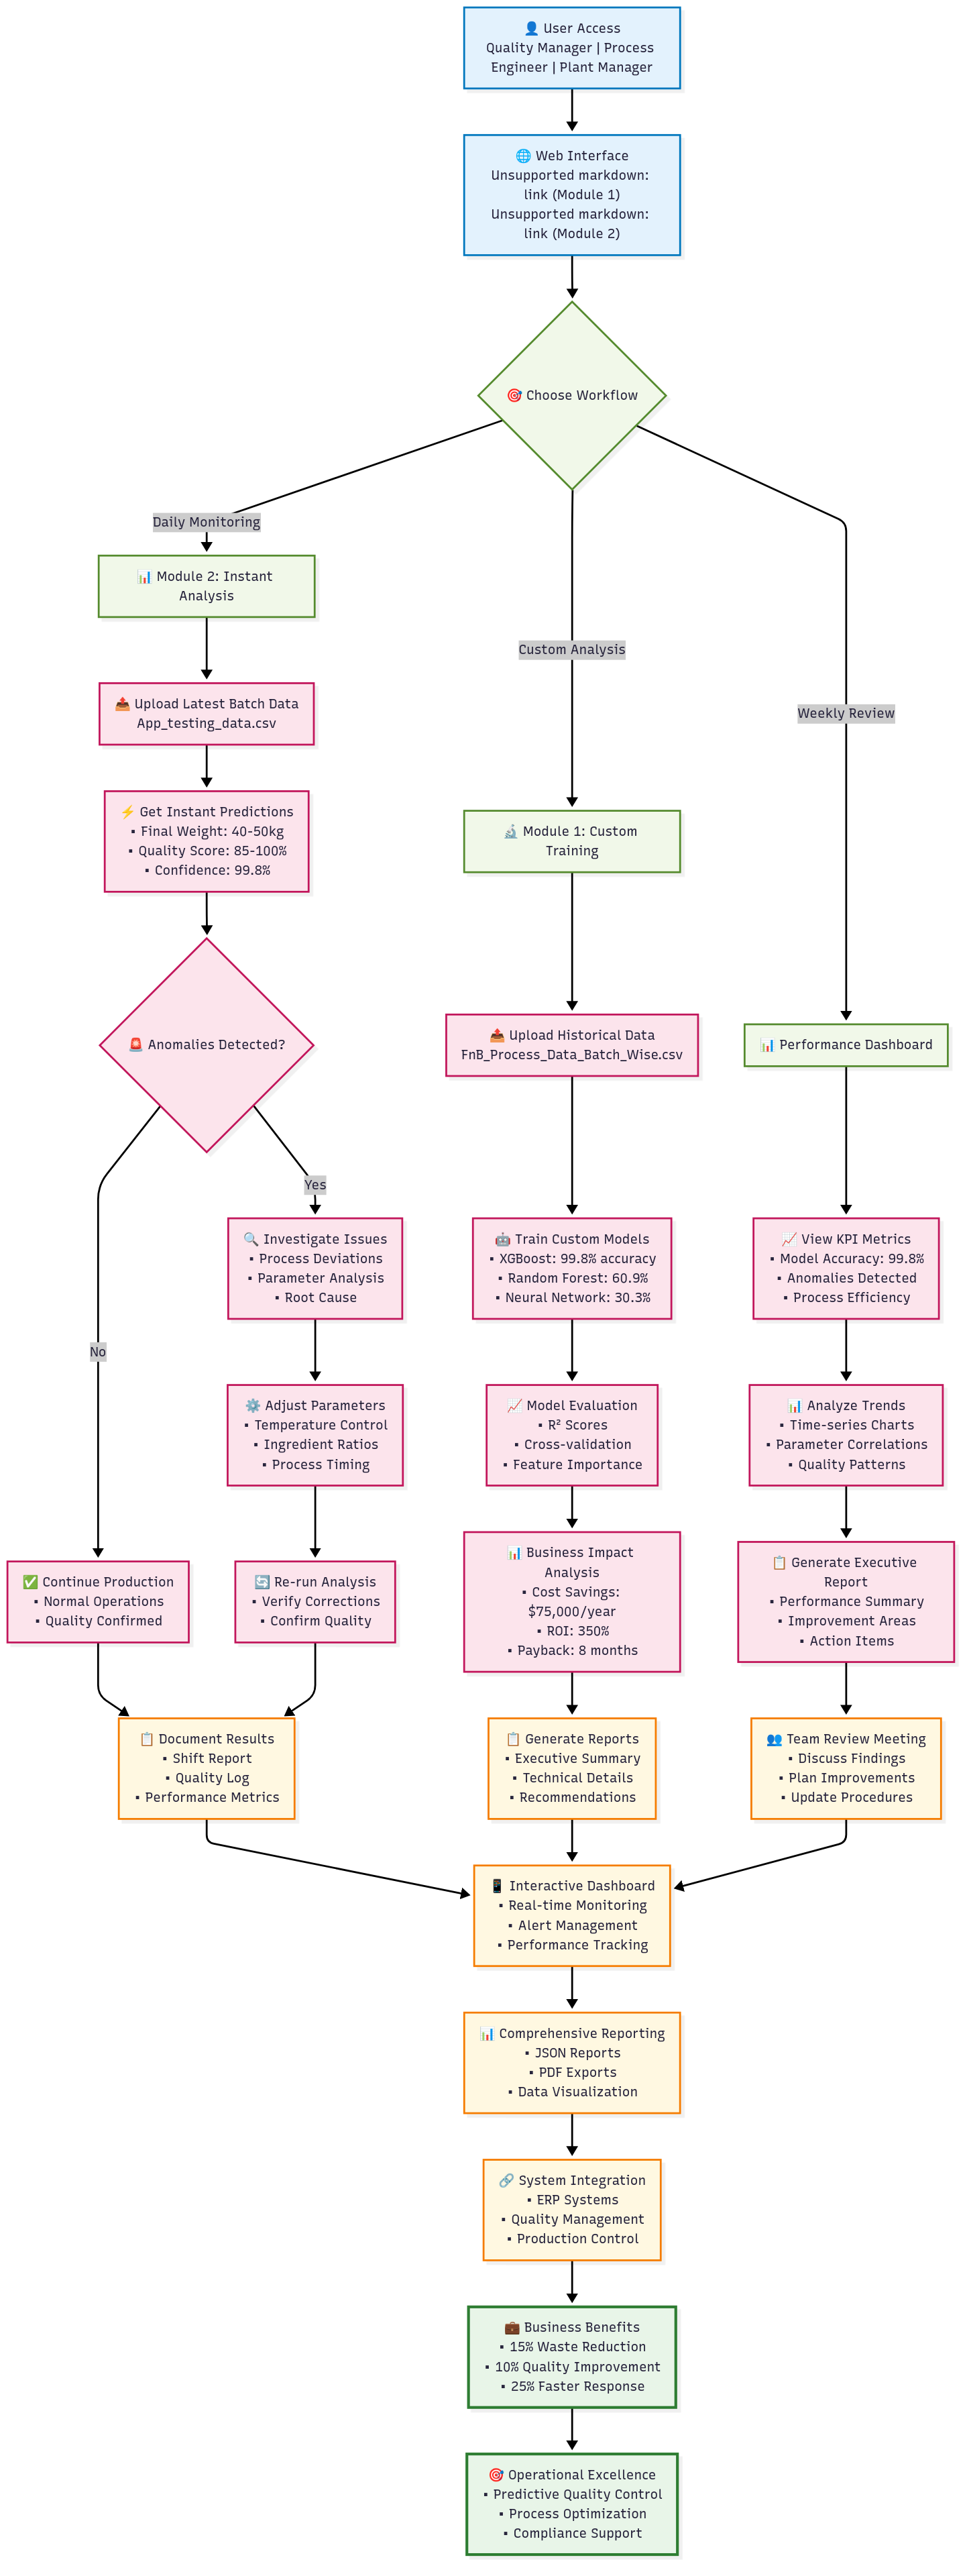 👤 User Access
Quality Manager | Process
Engineer | Plant Manager
🌐 Web Interface
Unsupported markdown:
link (Module 1)
Unsupported markdown:
link (Module 2)
🎯 Choose Workflow
Daily Monitoring
📊 Module 2: Instant
Analysis
Custom Analysis
📤 Upload Latest Batch Data
App_testing_data.csv
Weekly Review
⚡ Get Instant Predictions
▪ Final Weight: 40-50kg
▪ Quality Score: 85-100%
▪ Confidence: 99.8%
🔬 Module 1: Custom
Training
🚨 Anomalies Detected?
📤 Upload Historical Data
FnB_Process_Data_Batch_Wise.csv
📊 Performance Dashboard
Yes
🔍 Investigate Issues
▪ Process Deviations
▪ Parameter Analysis
▪ Root Cause
🤖 Train Custom Models
▪ XGBoost: 99.8% accuracy
▪ Random Forest: 60.9%
▪ Neural Network: 30.3%
📈 View KPI Metrics
▪ Model Accuracy: 99.8%
▪ Anomalies Detected
▪ Process Efficiency
No
⚙️ Adjust Parameters
▪ Temperature Control
▪ Ingredient Ratios
▪ Process Timing
📈 Model Evaluation
▪ R² Scores
▪ Cross-validation
▪ Feature Importance
📊 Analyze Trends
▪ Time-series Charts
▪ Parameter Correlations
▪ Quality Patterns
✅ Continue Production
▪ Normal Operations
▪ Quality Confirmed
🔄 Re-run Analysis
▪ Verify Corrections
▪ Confirm Quality
📊 Business Impact
Analysis
▪ Cost Savings:
$75,000/year
▪ ROI: 350%
▪ Payback: 8 months
📋 Generate Executive
Report
▪ Performance Summary
▪ Improvement Areas
▪ Action Items
📋 Document Results
▪ Shift Report
▪ Quality Log
▪ Performance Metrics
📋 Generate Reports
▪ Executive Summary
▪ Technical Details
▪ Recommendations
👥 Team Review Meeting
▪ Discuss Findings
▪ Plan Improvements
▪ Update Procedures
📱 Interactive Dashboard
▪ Real-time Monitoring
▪ Alert Management
▪ Performance Tracking
📊 Comprehensive Reporting
▪ JSON Reports
▪ PDF Exports
▪ Data Visualization
🔗 System Integration
▪ ERP Systems
▪ Quality Management
▪ Production Control
💼 Business Benefits
▪ 15% Waste Reduction
▪ 10% Quality Improvement
▪ 25% Faster Response
🎯 Operational Excellence
▪ Predictive Quality Control
▪ Process Optimization
▪ Compliance Support